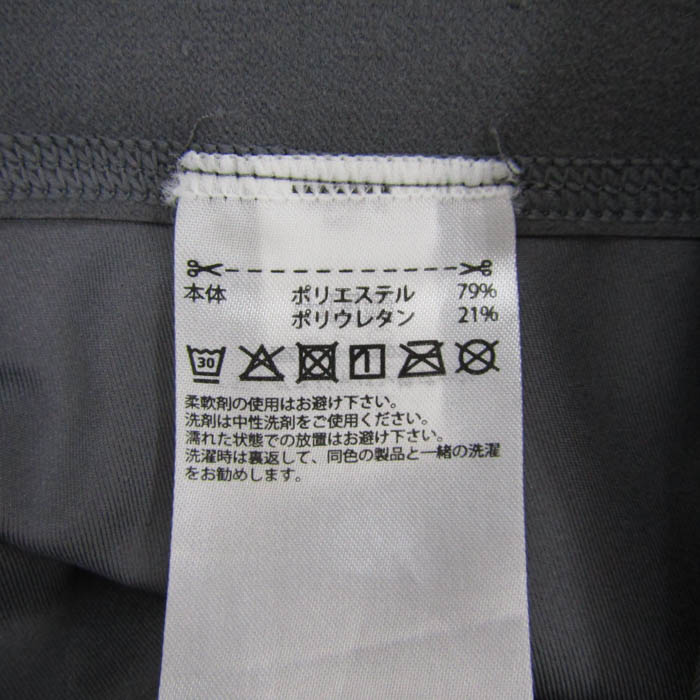 本体 ポリエステル 79%
ポリウレタン 21%
30
柔軟剤の使用はお避け下さい。
洗剤は中性洗剤をご使用ください。
濡れた状態での放置はお避け下さい。
洗濯時は裏返して、同色の製品と一緒の洗濯
をお勧めします。